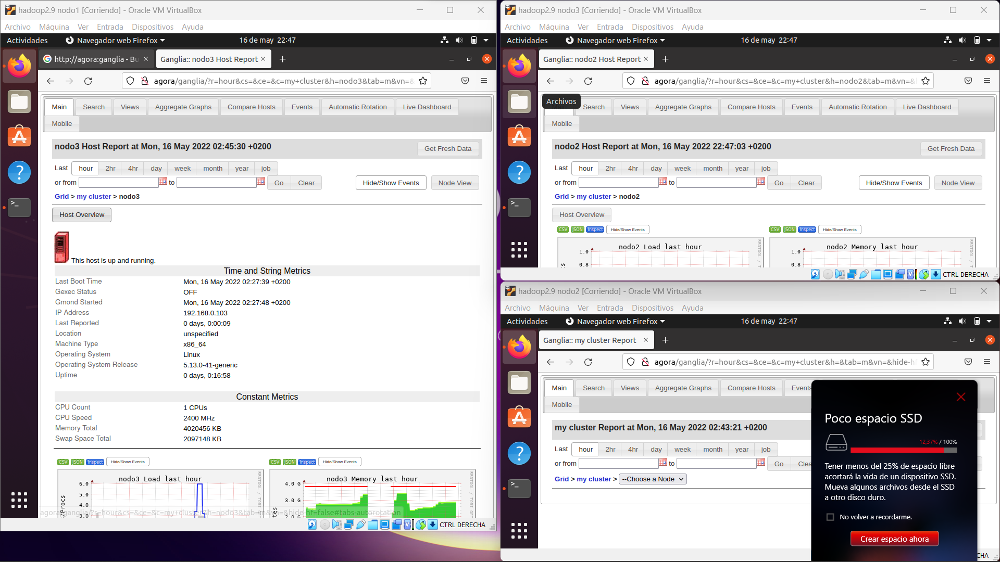 hadoop2.9 nodo1 [Corriendo] - Oracle VM VirtualBox
Archivo Máquina Ver Entrada Dispositivos Ayuda
Actividades Navegador web Firefox 16 de may 22:47
http://agora:ganglia - Bu
Ganglia:: nodo3 Host Report
agora/ganglia/?r=hour&cs=&ce=&c=my+cluster&h=nodo3&tab=m&vn=&
Main Search Views Aggregate Graphs Compare Hosts Events Automatic Rotation Live Dashboard
Mobile
nodo3 Host Report at Mon, 16 May 2022 02:45:30 +0200
Get Fresh Data
Last hour 2hr 4hr day week month year job
or from to Go Clear Hide/Show Events Node View
Grid > my cluster > nodo3
Host Overview
This host is up and running.
Time and String Metrics
Last Boot Time Mon, 16 May 2022 02:27:39 +0200
Gexec Status OFF
Gmond Started Mon, 16 May 2022 02:27:48 +0200
IP Address 192.168.0.103
Last Reported 0 days, 0:00:09
Location unspecified
Machine Type x86_64
Operating System Linux
Operating System Release 5.13.0-41-generic
Uptime 0 days, 0:16:58
Constant Metrics
CPU Count 1 CPUs
CPU Speed 2400 MHz
Memory Total 4020456 KB
Swap Space Total 2097148 KB
CSV JSON Inspect Hide/Show Events
CSV JSON Inspect Hide/Show Events
nodo3 Load last hour
6.0
5.0
4.0
3.0
/Procs
RRDTOOL / TOBI OET
nodo3 Memory last hour
4.0 G
3.0 G
2.0 G
tes
RRDTOOL / TOBI OET
agora/ganglia/?r=hour&cs=&ce=&c=my+cluster&h=nodo3&tab=m&vn=&hide-hf=false#tabs-autorotation
CTRL DERECHA
hadoop2.9 nodo3 [Corriendo] - Oracle VM VirtualBox
Archivo Máquina Ver Entrada Dispositivos Ayuda
Actividades Navegador web Firefox 16 de may 22:47
Ganglia:: nodo2 Host Report
agora/ganglia/?r=hour&cs=&ce=&c=my+cluster&h=nodo2&tab=m&vn=&
Archivos
Search Views Aggregate Graphs Compare Hosts Events Automatic Rotation Live Dashboard
Mobile
nodo2 Host Report at Mon, 16 May 2022 22:47:03 +0200
Get Fresh Data
Last hour 2hr 4hr day week month year job
or from to Go Clear Hide/Show Events Node View
Grid > my cluster > nodo2
Host Overview
CSV JSON Inspect Hide/Show Events
CSV JSON Inspect Hide/Show Events
nodo2 Load last hour
1.0
0.8
RRDTOOL / T
nodo2 Memory last hour
1.0
0.8
RRDTOOL / T
CTRL DERECHA
hadoop2.9 nodo2 [Corriendo] - Oracle VM VirtualBox
Archivo Máquina Ver Entrada Dispositivos Ayuda
Actividades Navegador web Firefox 16 de may 22:47
Ganglia:: my cluster Report
agora/ganglia/?r=hour&cs=&ce=&c=my+cluster&h=&tab=m&vn=&hide-h
Main Search Views Aggregate Graphs Compare Hosts Events
Mobile
my cluster Report at Mon, 16 May 2022 02:43:21 +0200
Last hour 2hr 4hr day week month year job
or from to Go Clea
Grid > my cluster > --Choose a Node
Poco espacio SSD
12,37% / 100%
Tener menos del 25% de espacio libre
acortará la vida de un dispositivo SSD.
Mueva algunos archivos desde el SSD
a otro disco duro.
No volver a recordarme.
Crear espacio ahora
CHA